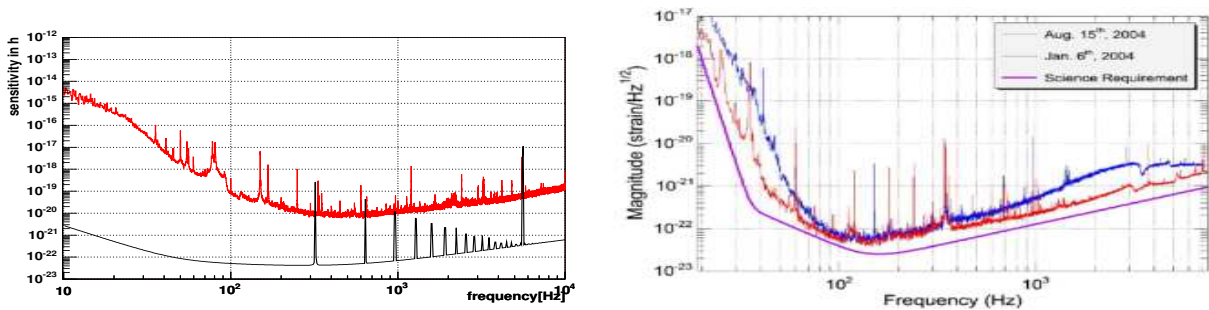 sensitivity in h
10⁻¹²
10⁻¹³
10⁻¹⁴
10⁻¹⁵
10⁻¹⁶
10⁻¹⁷
10⁻¹⁸
10⁻¹⁹
10⁻²⁰
10⁻²¹
10⁻²²
10⁻²³
10 10² 10³ 10⁴
frequency[Hz]
Magnitude (strain/Hz¹ᐟ²)
10⁻¹⁷
10⁻¹⁸
10⁻¹⁹
10⁻²⁰
10⁻²¹
10⁻²²
10⁻²³
Aug. 15ᵗʰ, 2004
Jan. 6ᵗʰ, 2004
Science Requirement
10² 10³
Frequency (Hz)